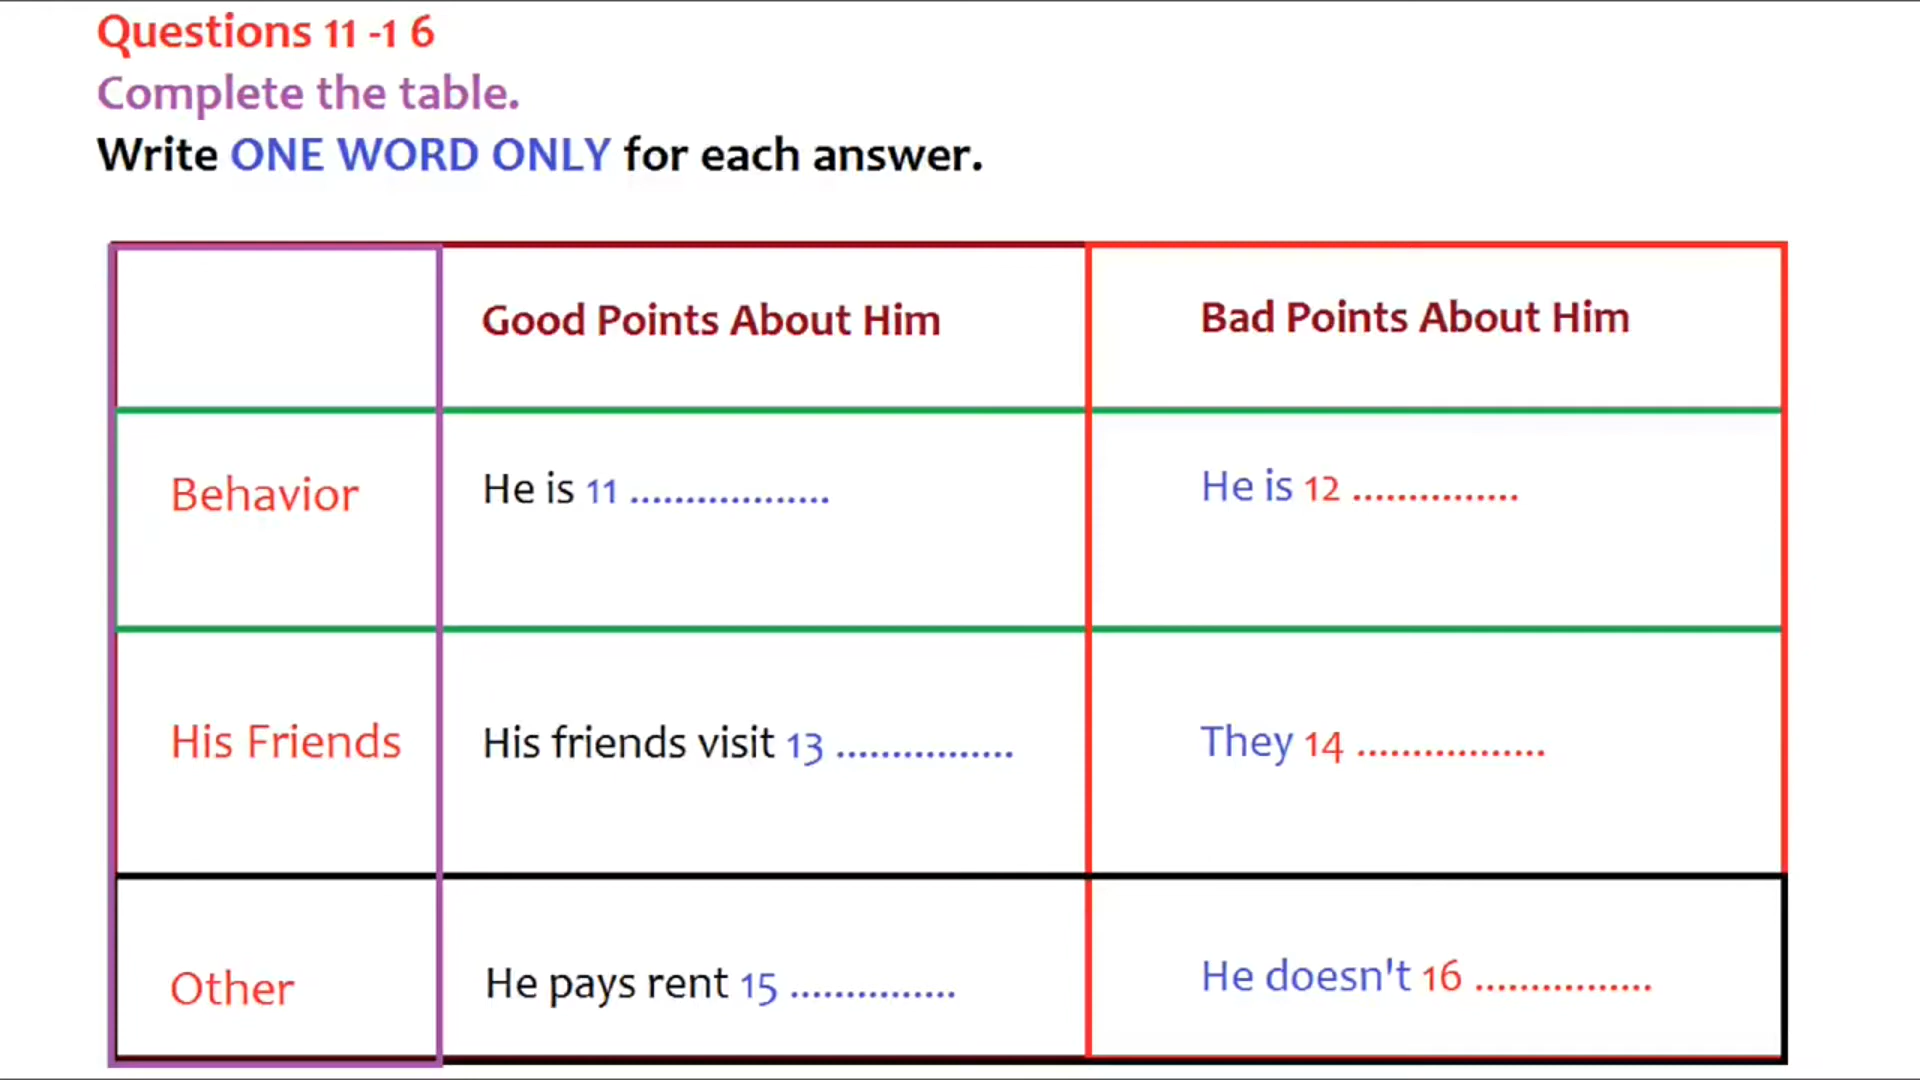 Questions 11 -1 6
Complete the table.
Write ONE WORD ONLY for each answer.
Good Points About Him
Bad Points About Him
Behavior
He is 11 ..................
He is 12 ...............
His Friends
His friends visit 13 ................
They 14 .................
Other
He pays rent 15 ...............
He doesn't 16 ................